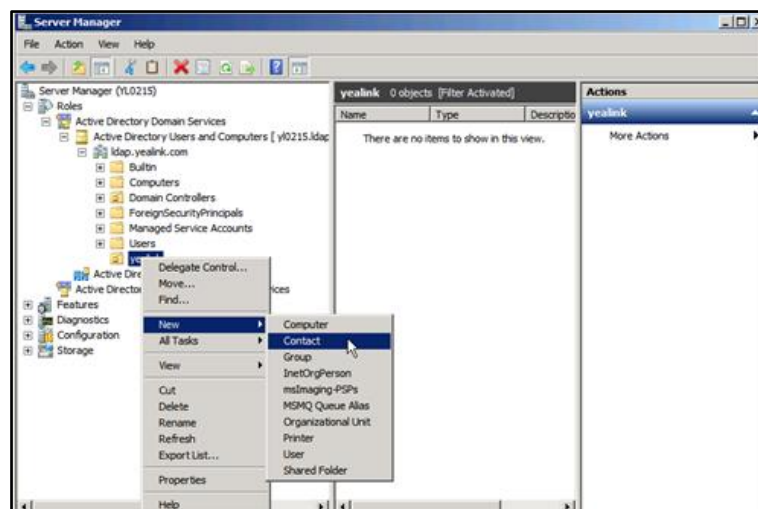 Server Manager
File Action View Help
Server Manager (YL0215)
Roles
Active Directory Domain Services
Active Directory Users and Computers [ yl0215.ldap
ldap.yealink.com
Builtin
Computers
Domain Controllers
ForeignSecurityPrincipals
Managed Service Accounts
Users
Active Dire
Active Director
ices
Features
Diagnostics
Configuration
Storage
Delegate Control...
Move...
Find...
New
All Tasks
View
Cut
Delete
Rename
Refresh
Export List...
Properties
Help
Computer
Contact
Group
InetOrgPerson
msImaging-PSPs
MSMQ Queue Alias
Organizational Unit
Printer
User
Shared Folder
yealink 0 objects [Filter Activated]
Name Type Descriptio
There are no items to show in this view.
Actions
yealink
More Actions